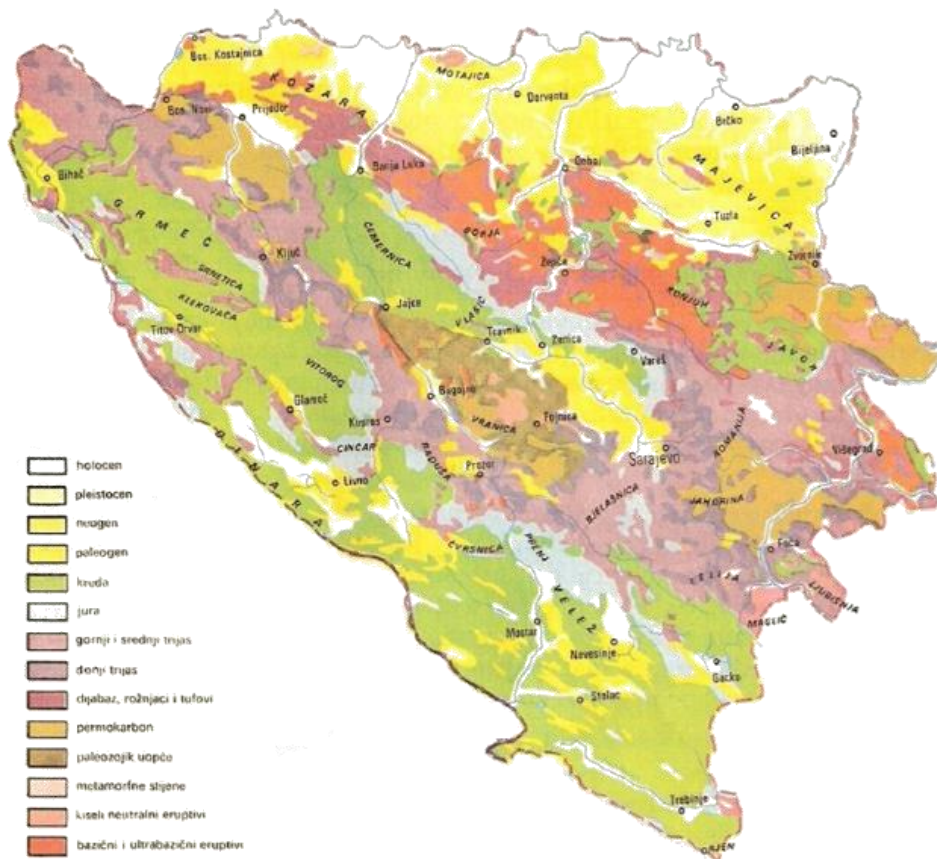 Bos. Kostajnica
KOZARA
MOTAJICA
Derventa
Bos. Novi
Prijedor
Brčko
Bijeljina
Bihać
Banja Luka
Doboj
MAJEVICA
GRMEČ
ČEMERNICA
BORJA
Tuzla
Ključ
SRNETICA
Žepče
Zvornik
KLEKOVAČA
Jajce
KONJUH
VLAŠIĆ
Travnik
Zenica
JAVOR
Titov Drvar
VITOROG
Vareš
Bugojno
Glamoč
Kupres
VRANICA
Fojnica
ROMANIJA
CINCAR
RADUŠA
Sarajevo
Višegrad
DINARA
Livno
Prozor
BJELAŠNICA
JAHORINA
ČVRSNICA
PRENJ
Foča
LELIJA
LJUBIŠNJA
VELEŽ
MAGLIĆ
Mostar
Nevesinje
Gacko
Stolac
Trebinje
ORJEN
holocen
pleistocen
neogen
paleogen
kreda
jura
gornji i srednji trijas
donji trijas
dijabaz, rožnjaci i tufovi
permokarbon
paleozojik uopće
metamorfne stijene
kiseli neutralni eruptivi
bazični i ultrabazični eruptivi